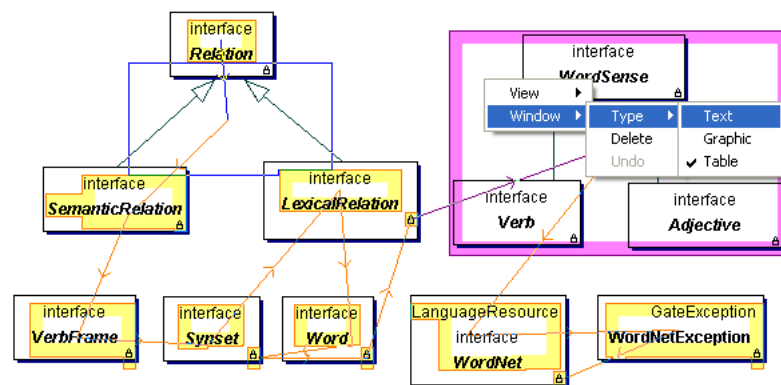 interface
Relation
interface
WordSense
View
Window
Type
Delete
Undo
Text
Graphic
Table
interface
SemanticRelation
interface
LexicalRelation
interface
Verb
interface
Adjective
interface
VerbFrame
interface
Synset
interface
Word
LanguageResource
interface
WordNet
GateException
WordNetException